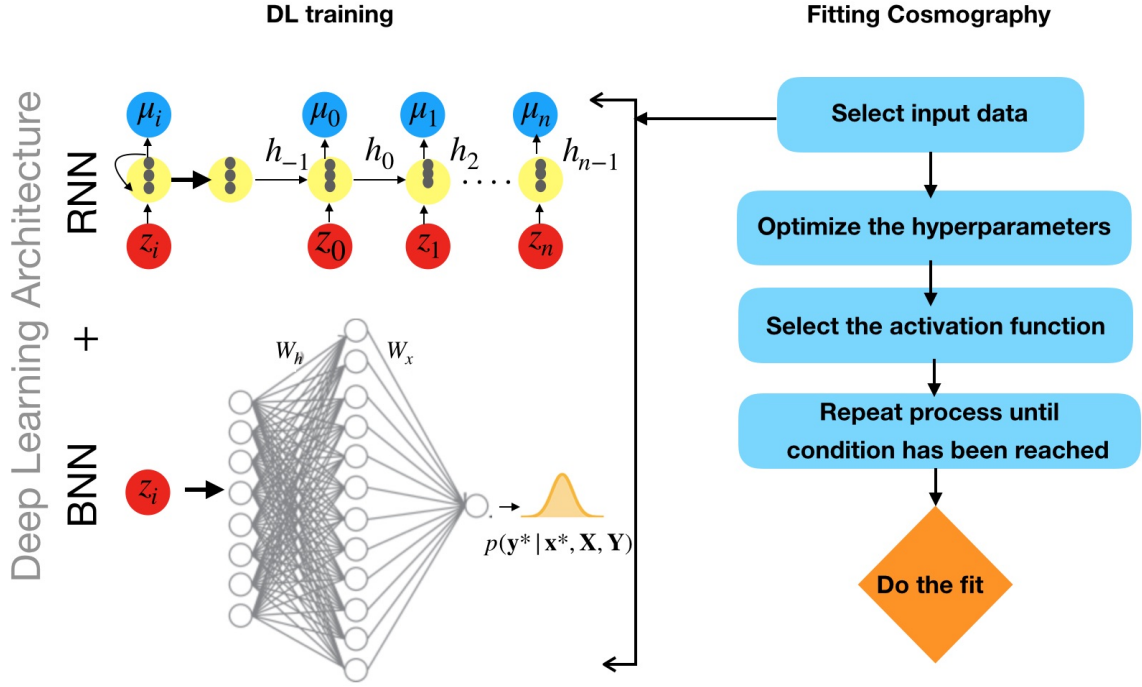 DL training
Fitting Cosmography
Deep Learning Architecture
RNN
+
BNN
μᵢ
μ₀
μ₁
μₙ
h₋₁
h₀
h₂
hₙ₋₁
. . . .
zᵢ
z₀
z₁
zₙ
Wₕ
Wₓ
zᵢ
p(y* | x*, X, Y)
Select input data
Optimize the hyperparameters
Select the activation function
Repeat process until
condition has been reached
Do the fit